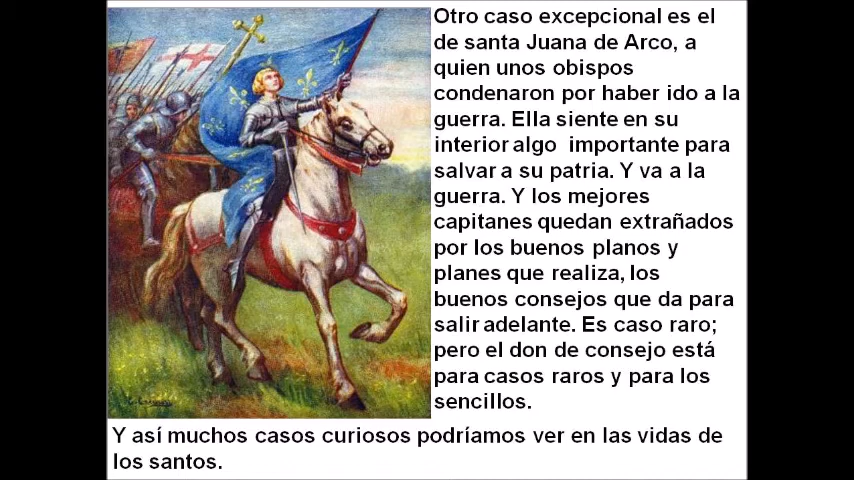 Otro caso excepcional es el
de santa Juana de Arco, a
quien unos obispos
condenaron por haber ido a la
guerra. Ella siente en su
interior algo importante para
salvar a su patria. Y va a la
guerra. Y los mejores
capitanes quedan extrañados
por los buenos planos y
planes que realiza, los
buenos consejos que da para
salir adelante. Es caso raro;
pero el don de consejo está
para casos raros y para los
sencillos.
Y así muchos casos curiosos podríamos ver en las vidas de
los santos.